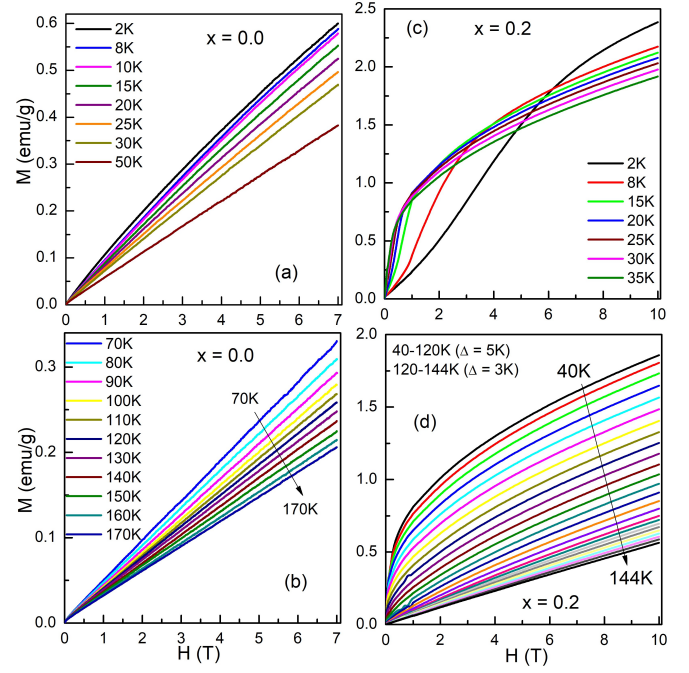 x = 0.0
2K
8K
10K
15K
20K
25K
30K
50K
(a)
M (emu/g)
0.6
0.5
0.4
0.3
0.2
0.1
0.0
0 1 2 3 4 5 6 7
(c)
x = 0.2
2K
8K
15K
20K
25K
30K
35K
2.5
2.0
1.5
1.0
0.5
0.0
0 2 4 6 8 10
x = 0.0
70K
80K
90K
100K
110K
120K
130K
140K
150K
160K
170K
70K
170K
(b)
M (emu/g)
0.3
0.2
0.1
0.0
0 1 2 3 4 5 6 7
H (T)
40-120K (Δ = 5K)
120-144K (Δ = 3K)
40K
(d)
144K
x = 0.2
2.0
1.5
1.0
0.5
0.0
0 2 4 6 8 10
H (T)